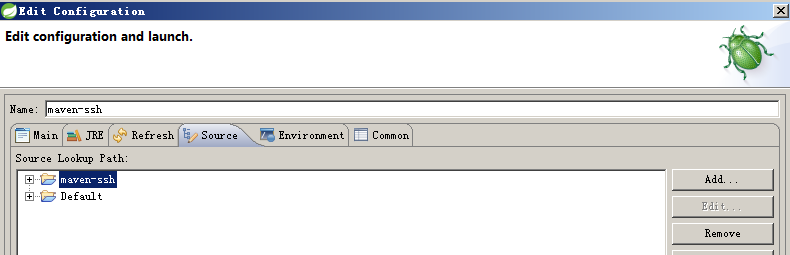 Edit Configuration
Edit configuration and launch.
Name: maven-ssh
Main JRE Refresh Source Environment Common
Source Lookup Path:
maven-ssh Add...
Default Edit...
Remove